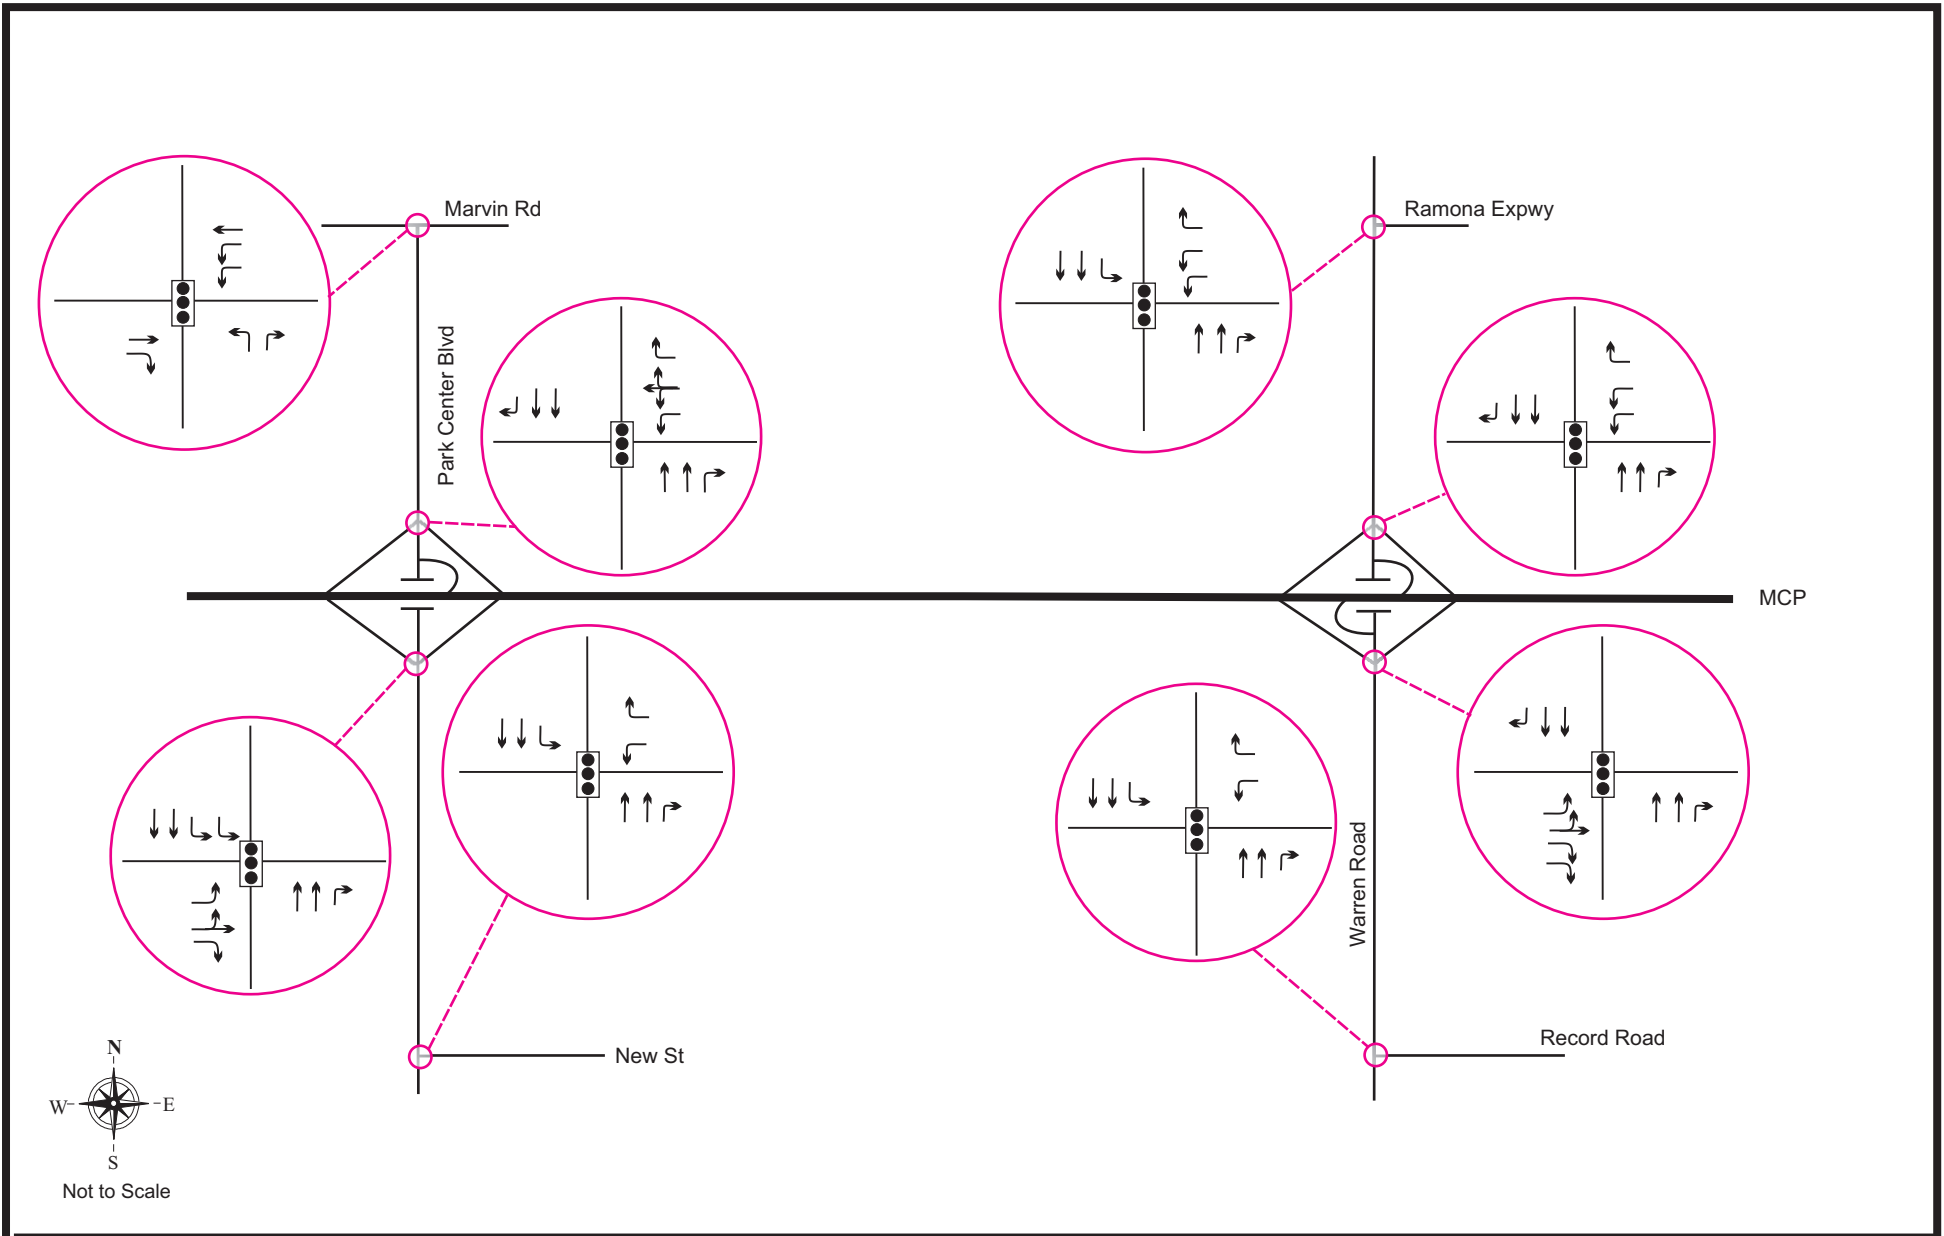 Marvin Rd
Ramona Expwy
Park Center Blvd
MCP
Warren Road
Record Road
New St
N
W
E
S
Not to Scale